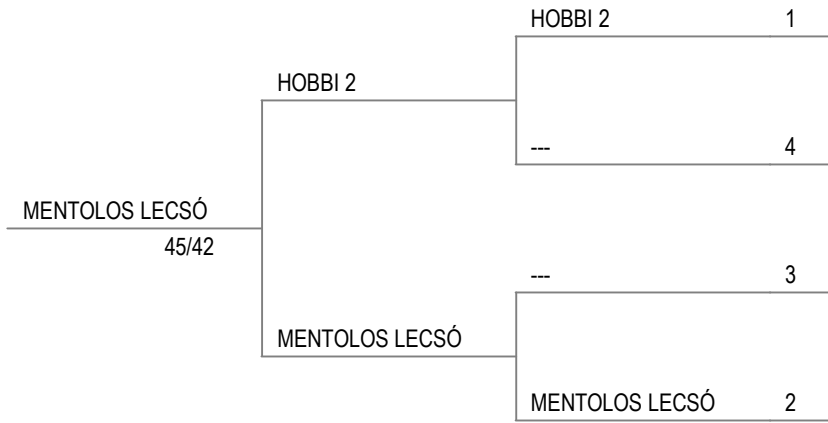 HOBBI 2 1
HOBBI 2
--- 4
MENTOLOS LECSÓ
45/42
--- 3
MENTOLOS LECSÓ
MENTOLOS LECSÓ 2